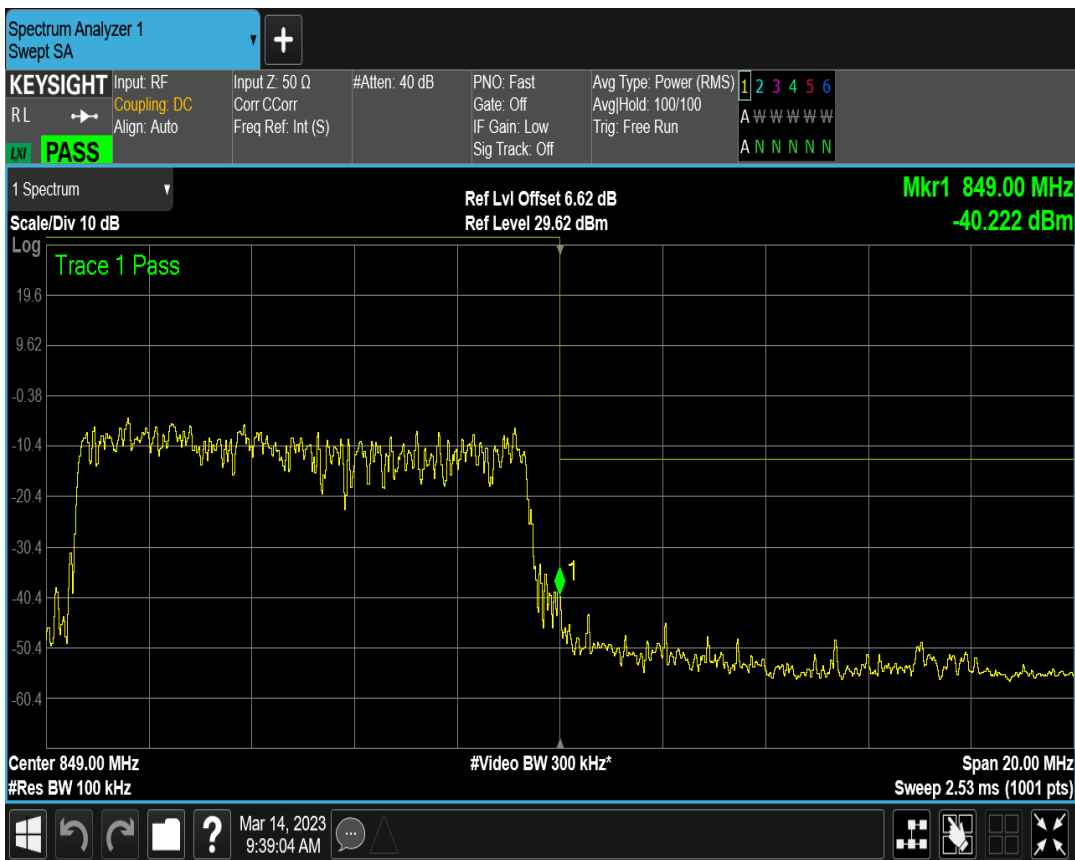 Spectrum Analyzer 1
Swept SA
+
KEYSIGHT
RL
LXI PASS
Input: RF
Coupling: DC
Align: Auto
Input Z: 50 Ω
Corr CCorr
Freq Ref: Int (S)
#Atten: 40 dB
PNO: Fast
Gate: Off
IF Gain: Low
Sig Track: Off
Avg Type: Power (RMS)
Avg|Hold: 100/100
Trig: Free Run
1 2 3 4 5 6
A W W W W W
A N N N N N
1 Spectrum
Scale/Div 10 dB
Ref Lvl Offset 6.62 dB
Ref Level 29.62 dBm
Mkr1 849.00 MHz
-40.222 dBm
Log
Trace 1 Pass
19.6
9.62
-0.38
-10.4
-20.4
-30.4
1
-40.4
-50.4
-60.4
Center 849.00 MHz
#Res BW 100 kHz
#Video BW 300 kHz*
Span 20.00 MHz
Sweep 2.53 ms (1001 pts)
?
Mar 14, 2023
9:39:04 AM